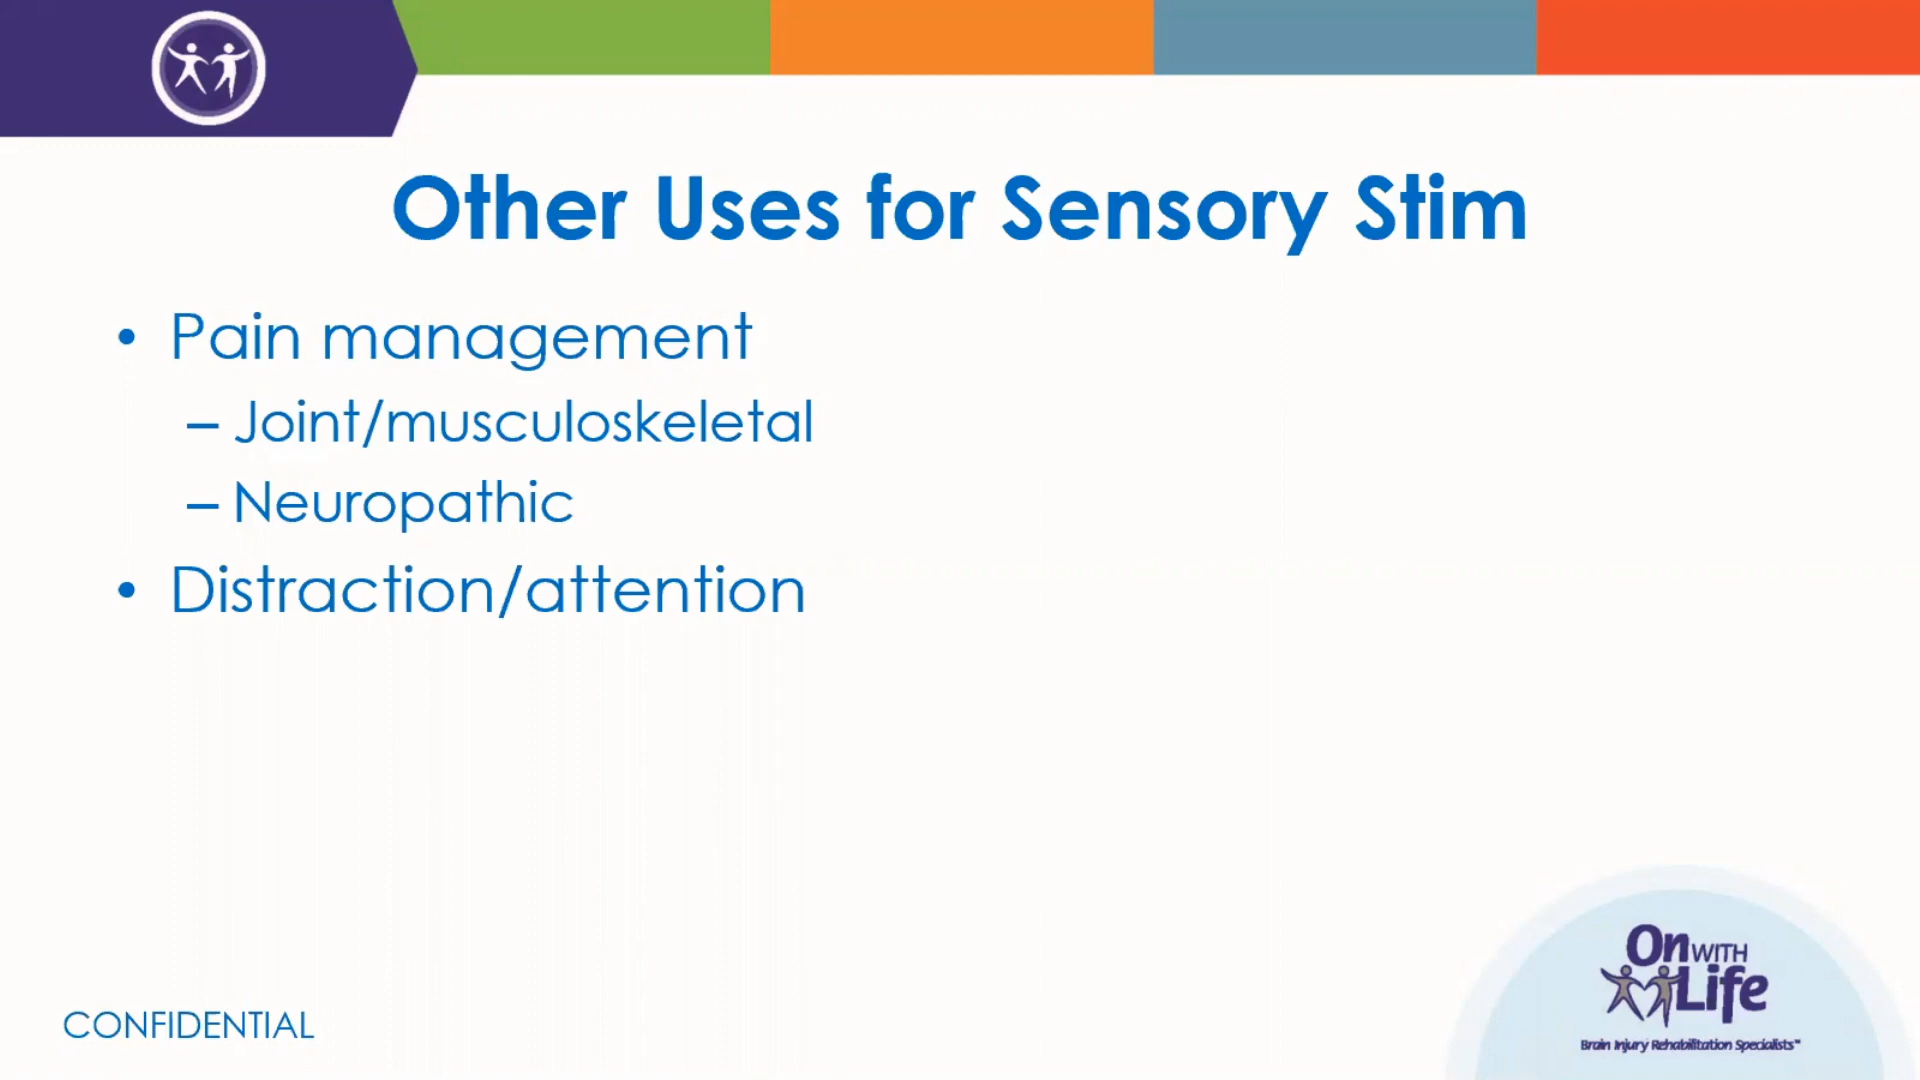 Other Uses for Sensory Stim
• Pain management
– Joint/musculoskeletal
– Neuropathic
• Distraction/attention
CONFIDENTIAL
On WITH
Life
Brain Injury Rehabilitation Specialists™